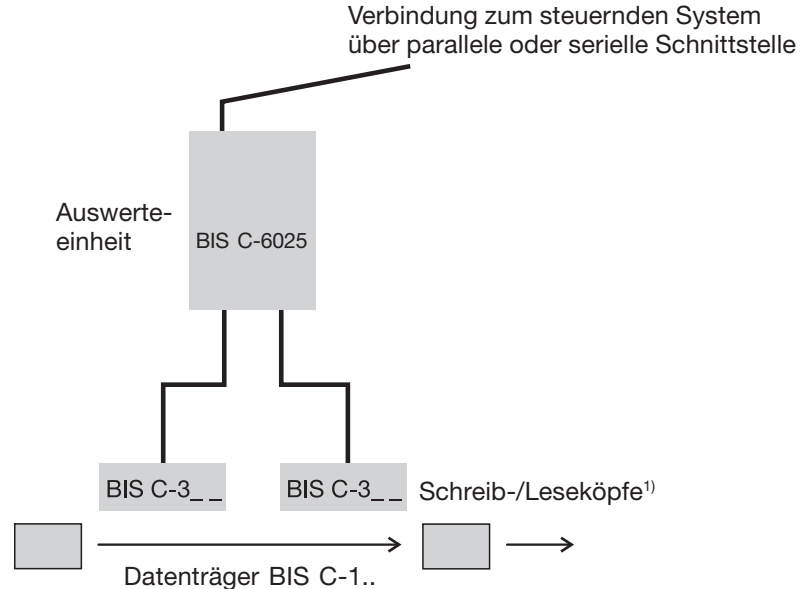 Verbindung zum steuernden System
über parallele oder serielle Schnittstelle
Auswerte-
einheit
BIS C-6025
BIS C-3_ _
BIS C-3_ _
Schreib-/Leseköpfe1)
Datenträger BIS C-1..